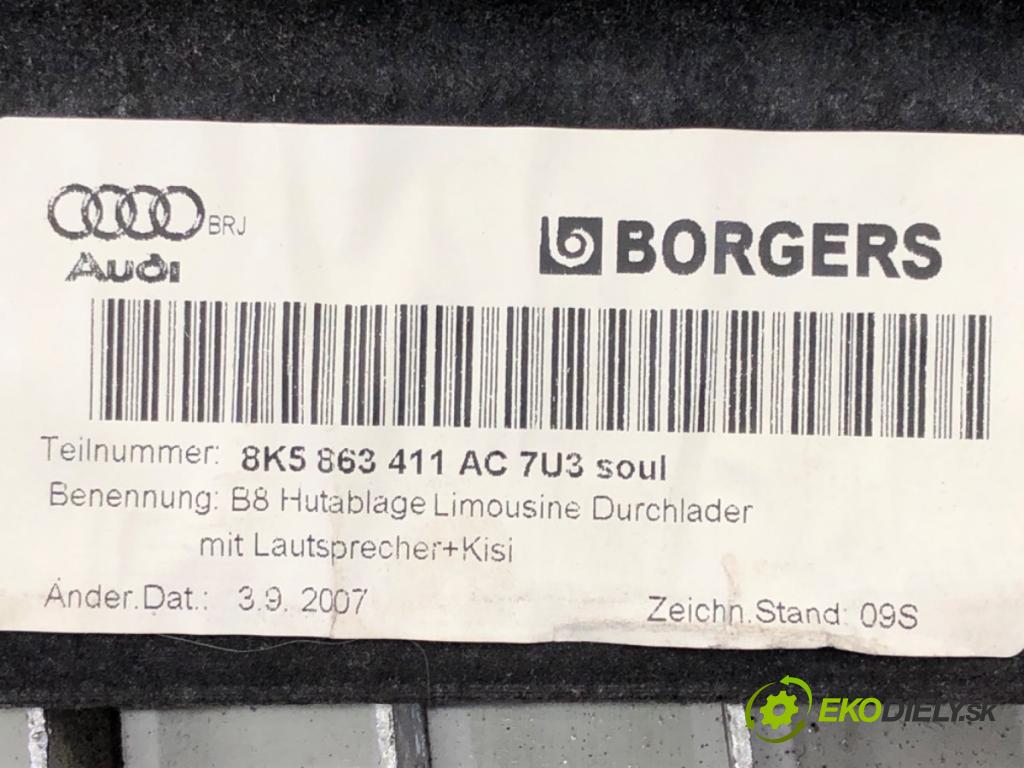 BRJ
Audi
BORGERS
Teilnummer: 8K5 863 411 AC 7U3 soul
Benennung: B8 Hutablage Limousine Durchlader
mit Lautsprecher+Kisi
Änder.Dat.: 3.9. 2007
Zeichn.Stand: 09S
EKODIELY.SK